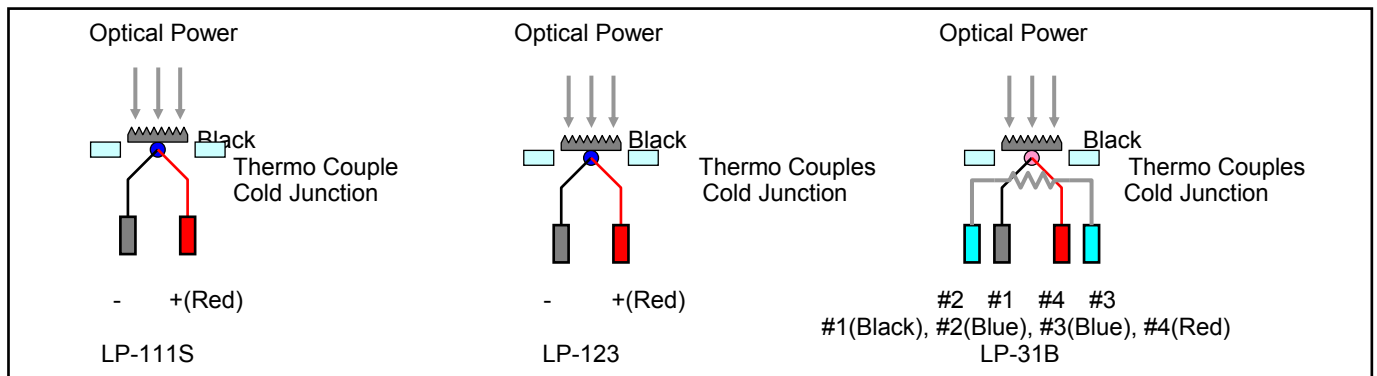 Optical Power
Black
Thermo Couple
Cold Junction
- +(Red)
LP-111S
Optical Power
Black
Thermo Couples
Cold Junction
- +(Red)
LP-123
Optical Power
Black
Thermo Couples
Cold Junction
#2 #1 #4 #3
#1(Black), #2(Blue), #3(Blue), #4(Red)
LP-31B